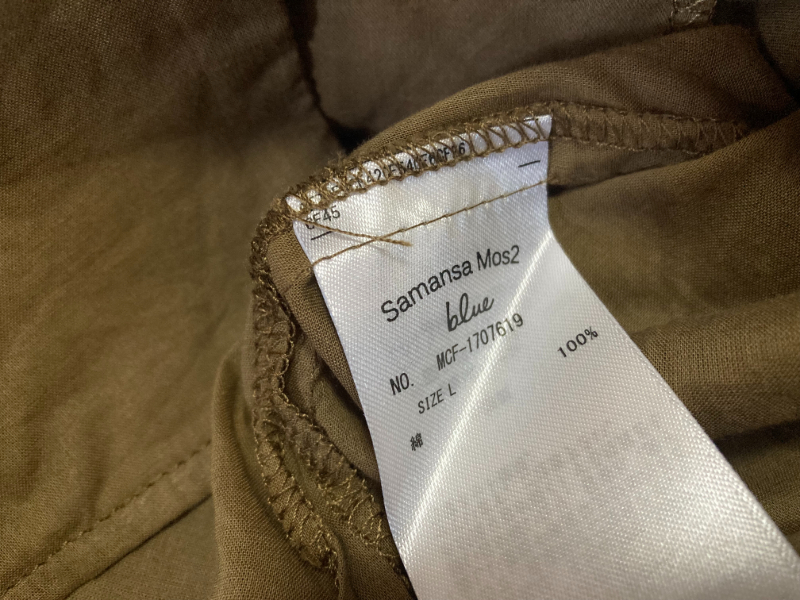 Samansa Mos2
blue
NO. MCF-1707619
SIZE L
綿 100%